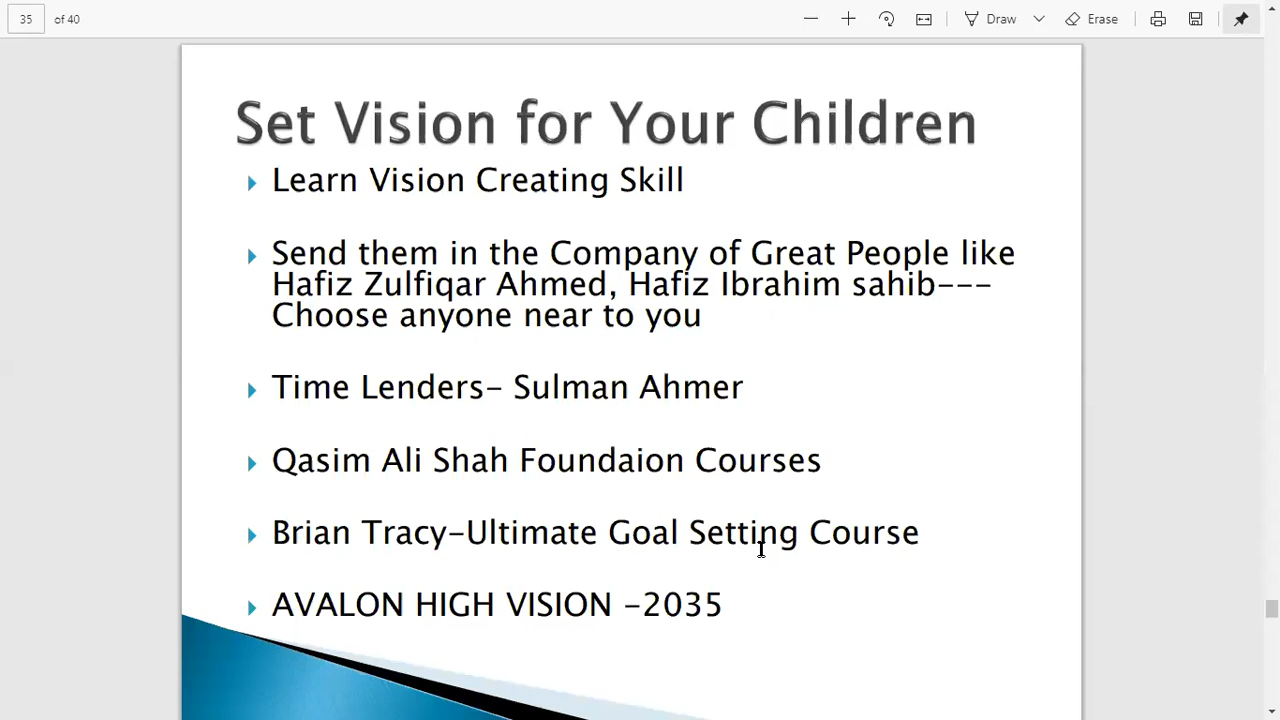 35 of 40
Draw
Erase
Set Vision for Your Children
Learn Vision Creating Skill
Send them in the Company of Great People like
Hafiz Zulfiqar Ahmed, Hafiz Ibrahim sahib---
Choose anyone near to you
Time Lenders- Sulman Ahmer
Qasim Ali Shah Foundaion Courses
Brian Tracy-Ultimate Goal Setting Course
AVALON HIGH VISION -2035